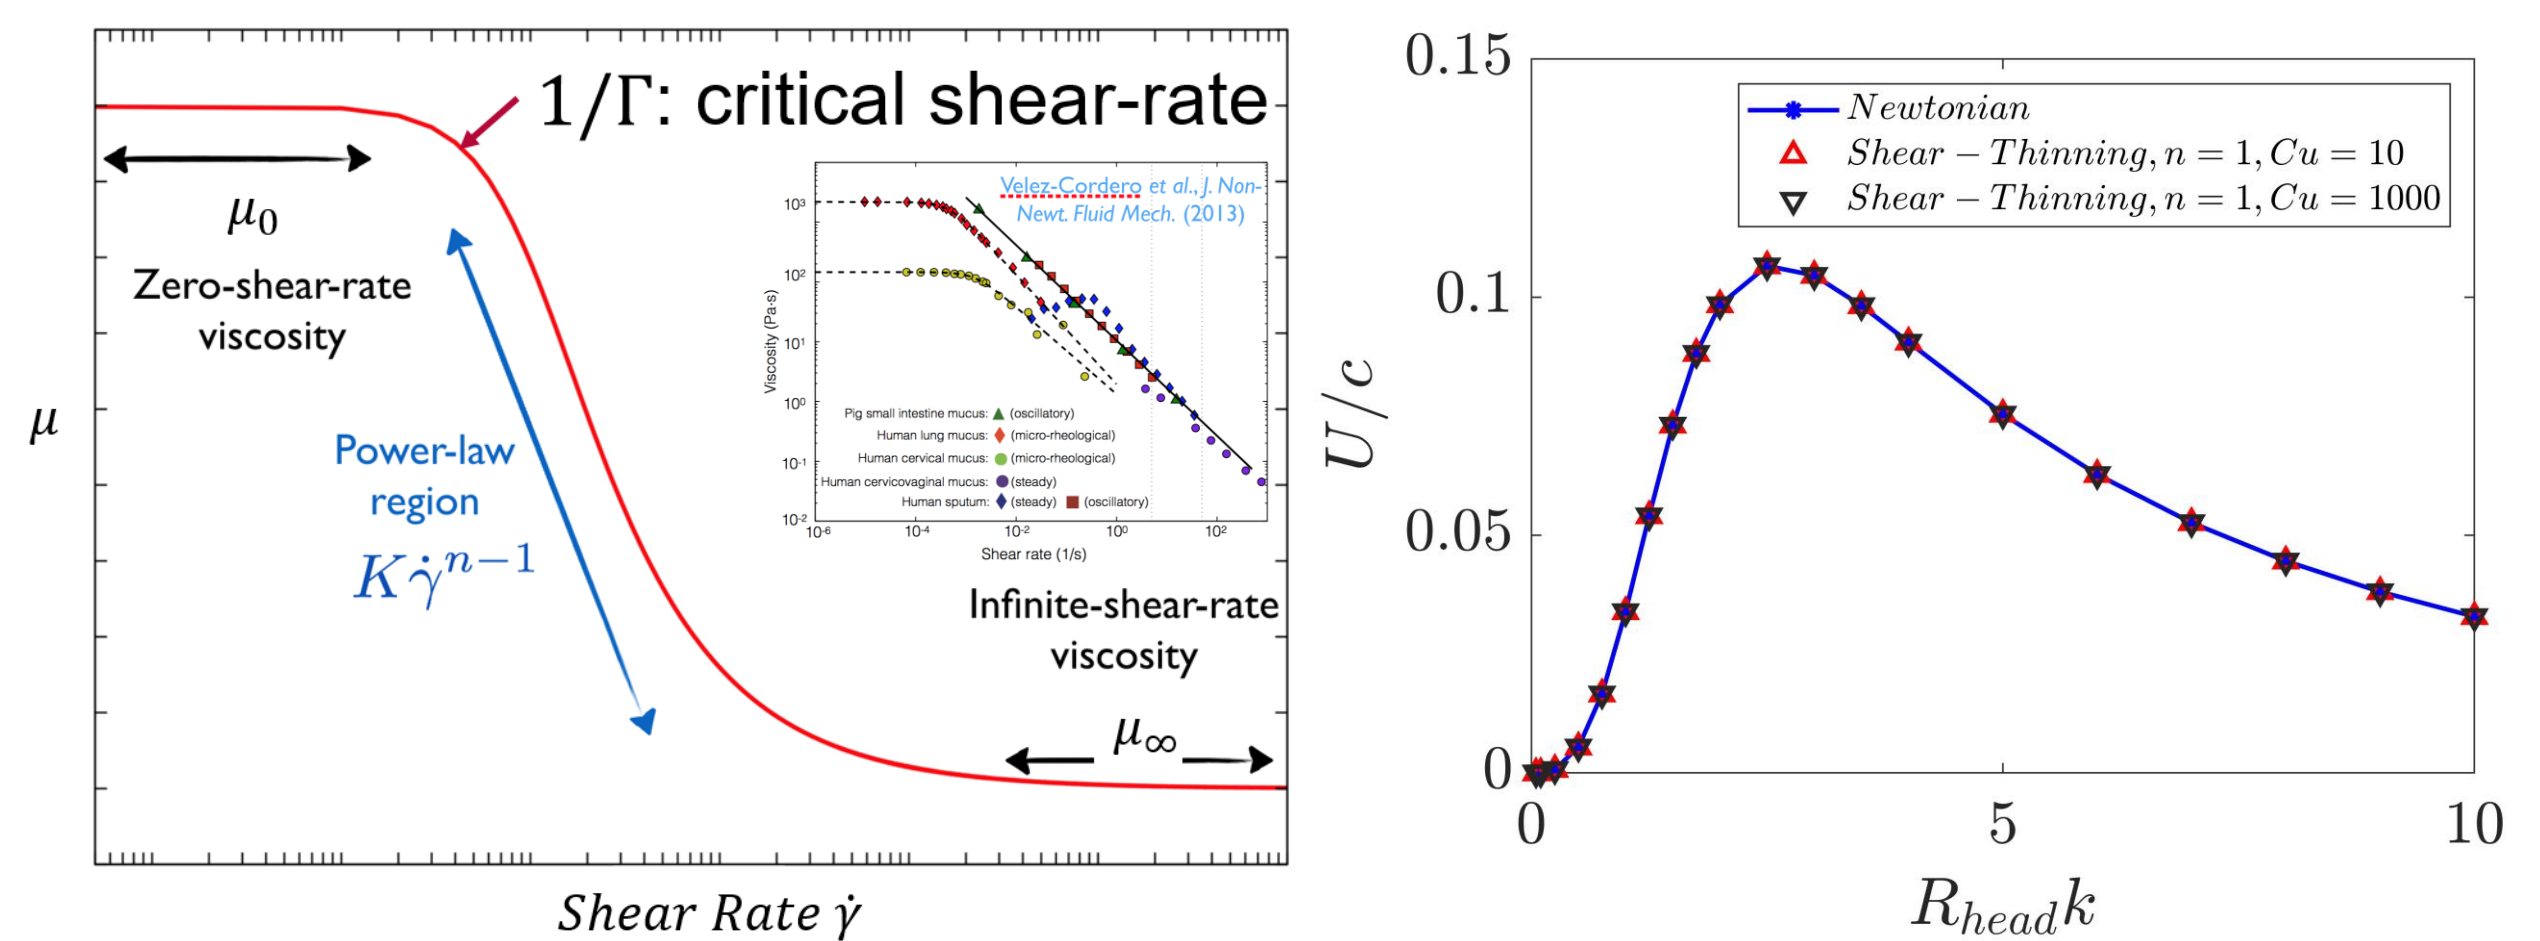 1/Γ: critical shear-rate
μ₀
Zero-shear-rate
viscosity
Power-law
region
Kγ̇ⁿ⁻¹
μ
Velez-Cordero et al., J. Non-
Newt. Fluid Mech. (2013)
Viscosity (Pa·s)
10³
10²
10¹
10⁰
10⁻¹
10⁻²
Pig small intestine mucus: (oscillatory)
Human lung mucus: (micro-rheological)
Human cervical mucus: (micro-rheological)
Human cervicovaginal mucus: (steady)
Human sputum: (steady) (oscillatory)
10⁻⁶ 10⁻⁴ 10⁻² 10⁰ 10²
Shear rate (1/s)
Infinite-shear-rate
viscosity
μ∞
Shear Rate γ̇
U/c
0.15
0.1
0.05
0
Newtonian
Shear − Thinning, n = 1, Cu = 10
Shear − Thinning, n = 1, Cu = 1000
0 5 10
R_head k